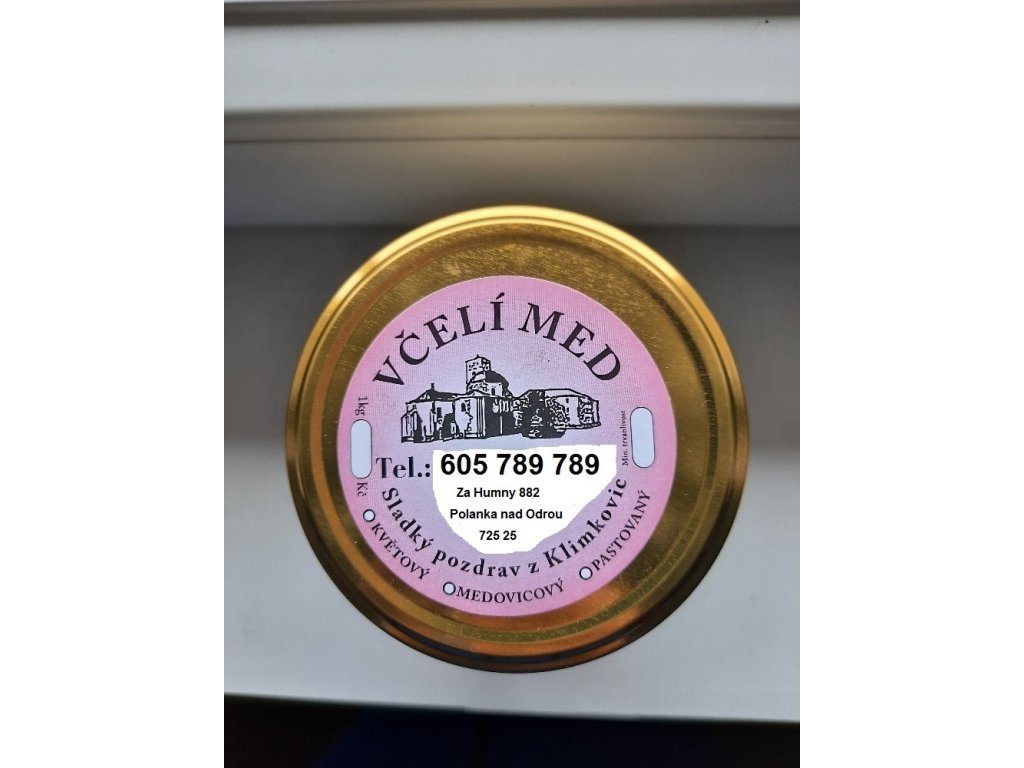 VČELÍ MED
1kg
Kč
Min. trvanlivost
Tel.: 605 789 789
Za Humny 882
Polanka nad Odrou
725 25
Sladký pozdrav z Klimkovic
KVĚTOVÝ
MEDOVICOVÝ
PASTOVANÝ